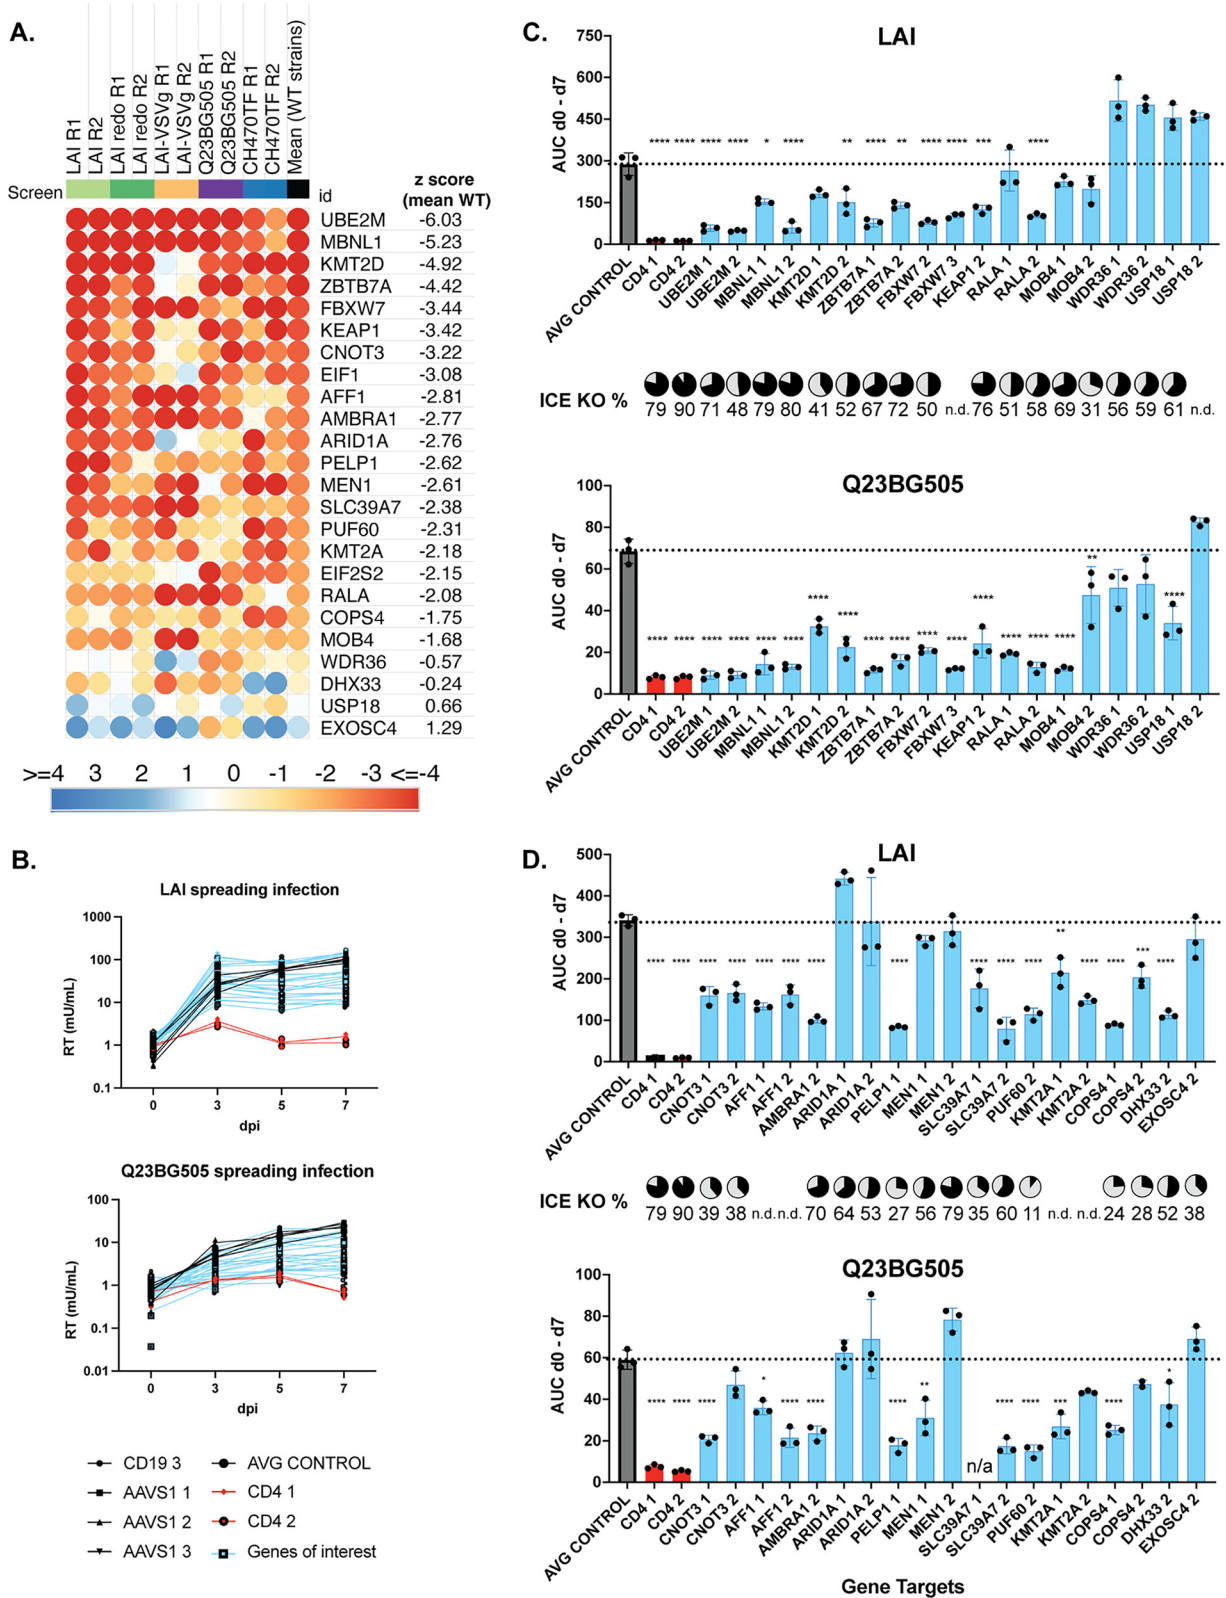 A.
LAI R1
LAI R2
LAI redo R1
LAI redo R2
LAI-VSVg R1
LAI-VSVg R2
Q23BG505 R1
Q23BG505 R2
CH470TF R1
CH470TF R2
Mean (WT strains)
Screen
id
z score
(mean WT)
UBE2M -6.03
MBNL1 -5.23
KMT2D -4.92
ZBTB7A -4.42
FBXW7 -3.44
KEAP1 -3.42
CNOT3 -3.22
EIF1 -3.08
AFF1 -2.81
AMBRA1 -2.77
ARID1A -2.76
PELP1 -2.62
MEN1 -2.61
SLC39A7 -2.38
PUF60 -2.31
KMT2A -2.18
EIF2S2 -2.15
RALA -2.08
COPS4 -1.75
MOB4 -1.68
WDR36 -0.57
DHX33 -0.24
USP18 0.66
EXOSC4 1.29
>=4 3 2 1 0 -1 -2 -3 <=-4
B.
LAI spreading infection
RT (mU/mL)
1000
100
10
1
0.1
0 3 5 7
dpi
Q23BG505 spreading infection
RT (mU/mL)
100
10
1
0.1
0.01
0 3 5 7
dpi
CD19 3
AAVS1 1
AAVS1 2
AAVS1 3
AVG CONTROL
CD4 1
CD4 2
Genes of interest
C.
LAI
AUC d0 - d7
750
600
450
300
150
0
**** **** **** **** * **** ** **** ** **** **** *** ****
AVG CONTROL
CD4 1
CD4 2
UBE2M 1
UBE2M 2
MBNL1 1
MBNL1 2
KMT2D 1
KMT2D 2
ZBTB7A 1
ZBTB7A 2
FBXW7 2
FBXW7 3
KEAP1 2
RALA 1
RALA 2
MOB4 1
MOB4 2
WDR36 1
WDR36 2
USP18 1
USP18 2
ICE KO %
79 90 71 48 79 80 41 52 67 72 50 n.d. 76 51 58 69 31 56 59 61 n.d.
Q23BG505
AUC d0 - d7
100
80
60
40
20
0
**** **** **** **** **** **** **** **** **** **** **** **** **** **** **** **** ** ****
AVG CONTROL
CD4 1
CD4 2
UBE2M 1
UBE2M 2
MBNL1 1
MBNL1 2
KMT2D 1
KMT2D 2
ZBTB7A 1
ZBTB7A 2
FBXW7 2
FBXW7 3
KEAP1 2
RALA 1
RALA 2
MOB4 1
MOB4 2
WDR36 1
WDR36 2
USP18 1
USP18 2
D.
LAI
AUC d0 - d7
500
400
300
200
100
0
**** **** **** **** **** **** **** **** **** **** **** ** **** **** *** ****
AVG CONTROL
CD4 1
CD4 2
CNOT3 1
CNOT3 2
AFF1 1
AFF1 2
AMBRA1 2
ARID1A 1
ARID1A 2
PELP1 1
MEN1 1
MEN1 2
SLC39A7 1
SLC39A7 2
PUF60 2
KMT2A 1
KMT2A 2
COPS4 1
COPS4 2
DHX33 2
EXOSC4 2
ICE KO %
79 90 39 38 n.d. n.d. 70 64 53 27 56 79 35 60 11 n.d. n.d. 24 28 52 38
Q23BG505
AUC d0 - d7
100
80
60
40
20
0
**** **** **** * **** **** **** ** n/a **** **** *** **** *
AVG CONTROL
CD4 1
CD4 2
CNOT3 1
CNOT3 2
AFF1 1
AFF1 2
AMBRA1 2
ARID1A 1
ARID1A 2
PELP1 1
MEN1 1
MEN1 2
SLC39A7 1
SLC39A7 2
PUF60 2
KMT2A 1
KMT2A 2
COPS4 1
COPS4 2
DHX33 2
EXOSC4 2
Gene Targets